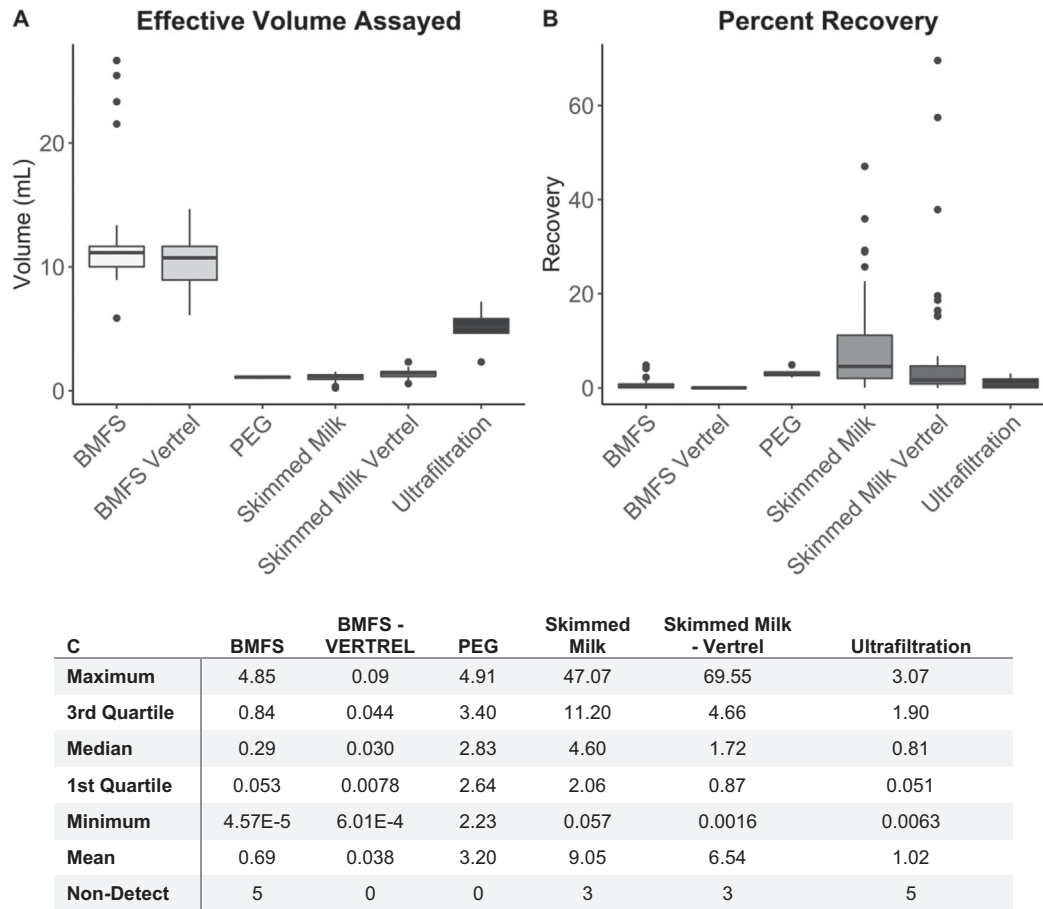 A Effective Volume Assayed
B Percent Recovery
Volume (mL)
20
10
0
BMFS
BMFS Vertrel
PEG
Skimmed Milk
Skimmed Milk Vertrel
Ultrafiltration
Recovery
60
40
20
0
BMFS
BMFS Vertrel
PEG
Skimmed Milk
Skimmed Milk Vertrel
Ultrafiltration
C BMFS BMFS - VERTREL PEG Skimmed Milk Skimmed Milk - Vertrel Ultrafiltration
Maximum 4.85 0.09 4.91 47.07 69.55 3.07
3rd Quartile 0.84 0.044 3.40 11.20 4.66 1.90
Median 0.29 0.030 2.83 4.60 1.72 0.81
1st Quartile 0.053 0.0078 2.64 2.06 0.87 0.051
Minimum 4.57E-5 6.01E-4 2.23 0.057 0.0016 0.0063
Mean 0.69 0.038 3.20 9.05 6.54 1.02
Non-Detect 5 0 0 3 3 5